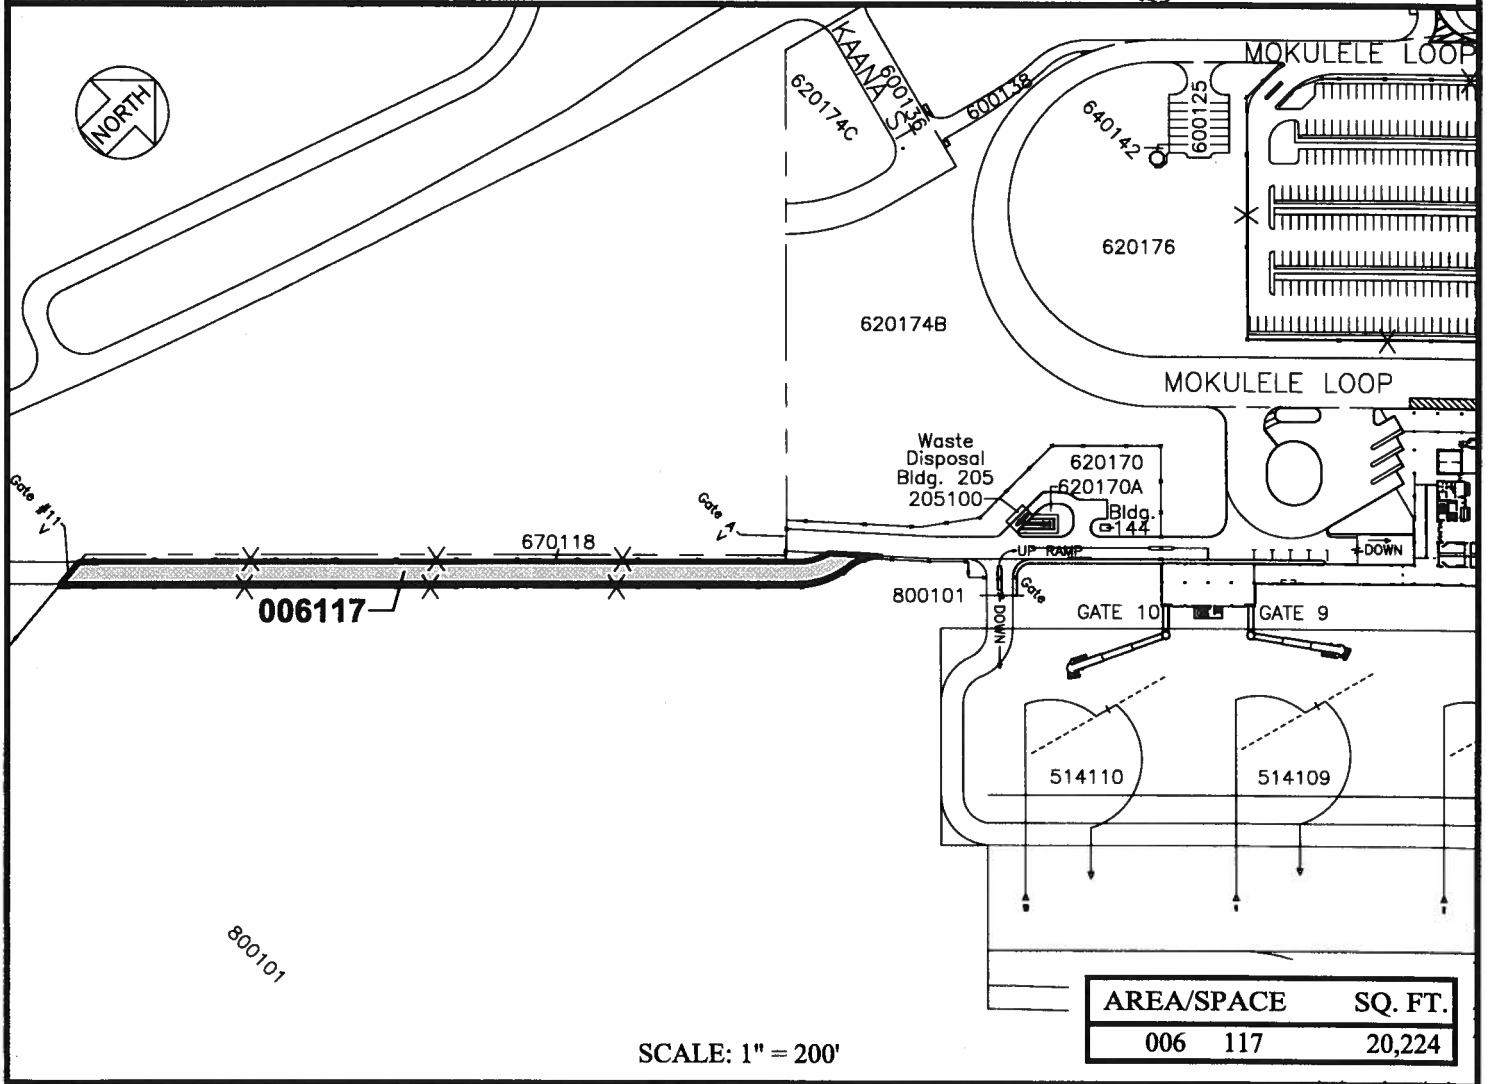 MOKULELE LOOP
NORTH
KAANA ST.
620174C
600136
600138
640142
600125
620176
620174B
MOKULELE LOOP
Waste
Disposal
Bldg. 205
205100
620170
620170A
Bldg.
144
Gate #11
Gate A
670118
UP RAMP
DOWN
006117
800101
Gate
DOWN
GATE 10
GATE 9
514110
514109
800101
AREA/SPACE SQ. FT.
006 117 20,224
SCALE: 1" = 200'